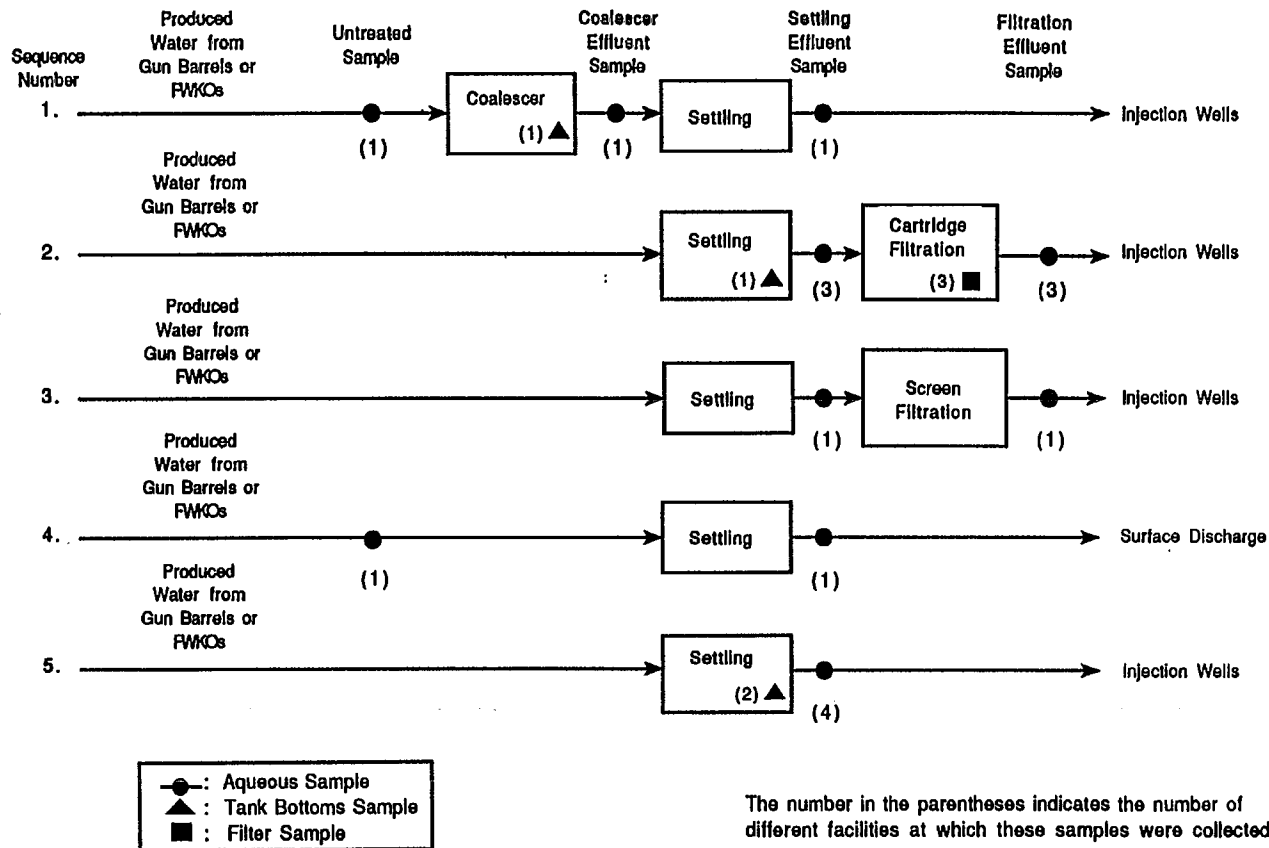 Sequence
Number
Produced
Water from
Gun Barrels or
FWKOs
Untreated
Sample
Coalescer
Effluent
Sample
Settling
Effluent
Sample
Filtration
Effluent
Sample
1.
(1)
Coalescer
(1)
(1)
Settling
(1)
Injection Wells
Produced
Water from
Gun Barrels or
FWKOs
2.
Settling
(1)
(3)
Cartridge
Filtration
(3)
(3)
Injection Wells
Produced
Water from
Gun Barrels or
FWKOs
3.
Settling
(1)
Screen
Filtration
(1)
Injection Wells
Produced
Water from
Gun Barrels or
FWKOs
4.
(1)
Settling
(1)
Surface Discharge
Produced
Water from
Gun Barrels or
FWKOs
5.
Settling
(2)
(4)
Injection Wells
: Aqueous Sample
: Tank Bottoms Sample
: Filter Sample
The number in the parentheses indicates the number of
different facilities at which these samples were collected